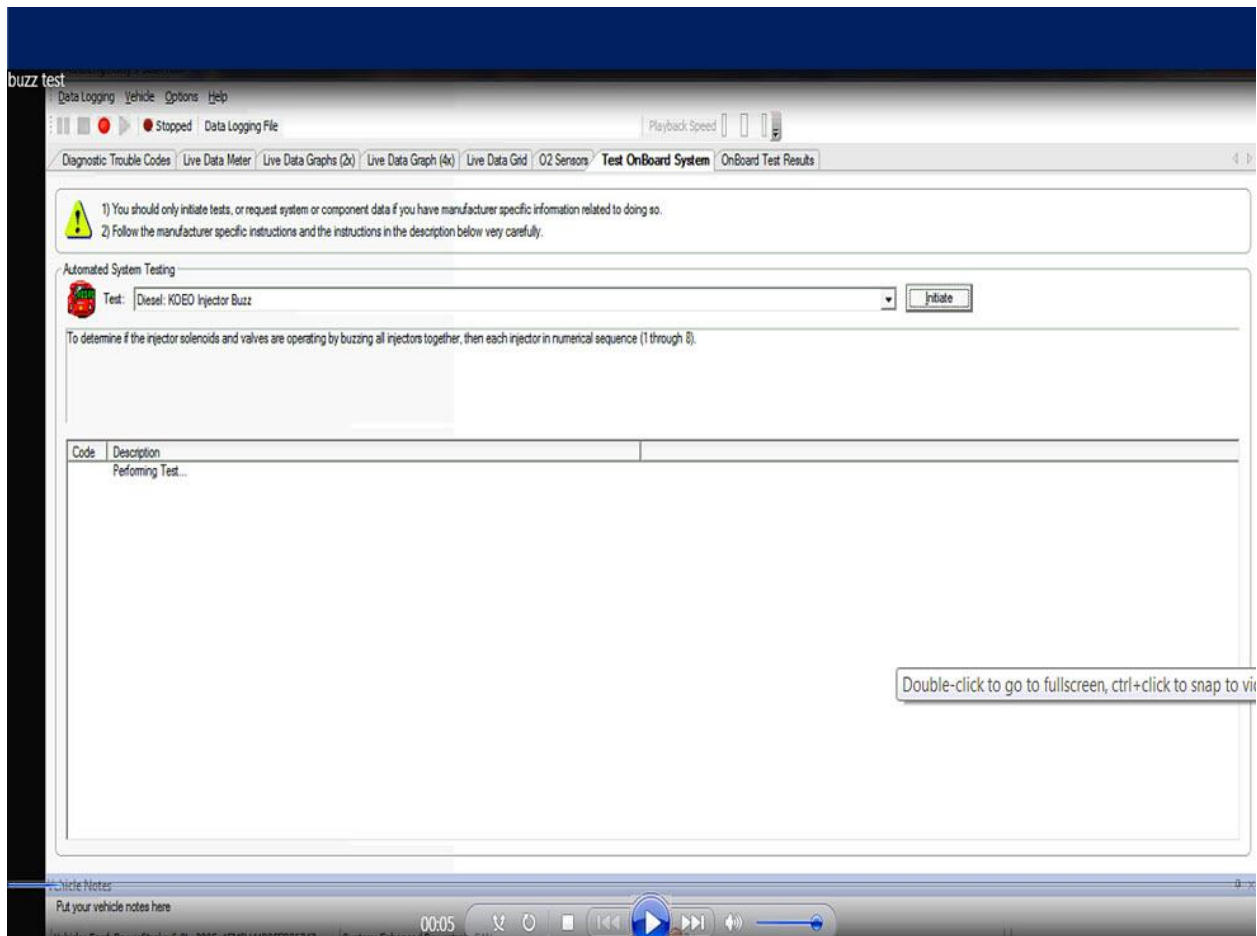 buzz test
Data Logging Vehicle Options Help
Stopped Data Logging File Playback Speed
Diagnostic Trouble Codes Live Data Meter Live Data Graphs (2x) Live Data Graph (4x) Live Data Grid O2 Sensors Test OnBoard System OnBoard Test Results
1) You should only initiate tests, or request system or component data if you have manufacturer specific information related to doing so.
2) Follow the manufacturer specific instructions and the instructions in the description below very carefully.
Automated System Testing
Test: Diesel: KOEO Injector Buzz Initiate
To determine if the injector solenoids and valves are operating by buzzing all injectors together, then each injector in numerical sequence (1 through 8).
Code Description
Performing Test...
Double-click to go to fullscreen, ctrl+click to snap to
Vehicle Notes
Put your vehicle notes here
00:05